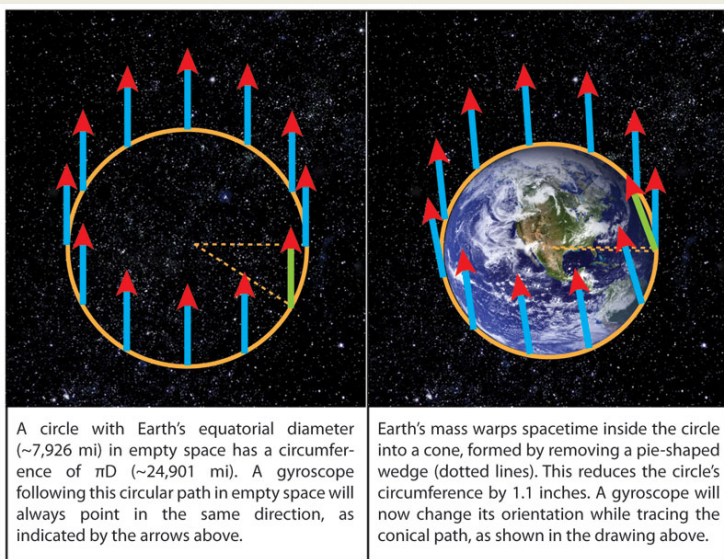 A circle with Earth's equatorial diameter
(~7,926 mi) in empty space has a circumfer-
ence of πD (~24,901 mi). A gyroscope
following this circular path in empty space will
always point in the same direction, as
indicated by the arrows above.
Earth's mass warps spacetime inside the circle
into a cone, formed by removing a pie-shaped
wedge (dotted lines). This reduces the circle's
circumference by 1.1 inches. A gyroscope will
now change its orientation while tracing the
conical path, as shown in the drawing above.